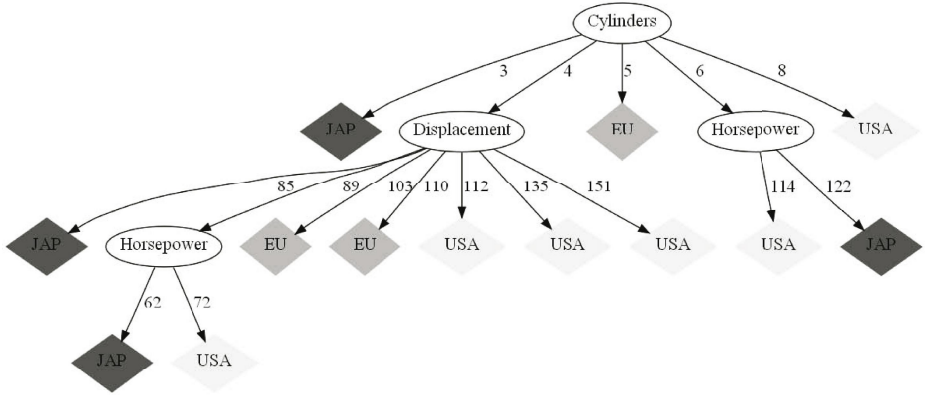 Cylinders
3 4 5 6 8
JAP Displacement EU Horsepower USA
85 89 103 110 112 135 151 114 122
JAP Horsepower EU EU USA USA USA USA JAP
62 72
JAP USA